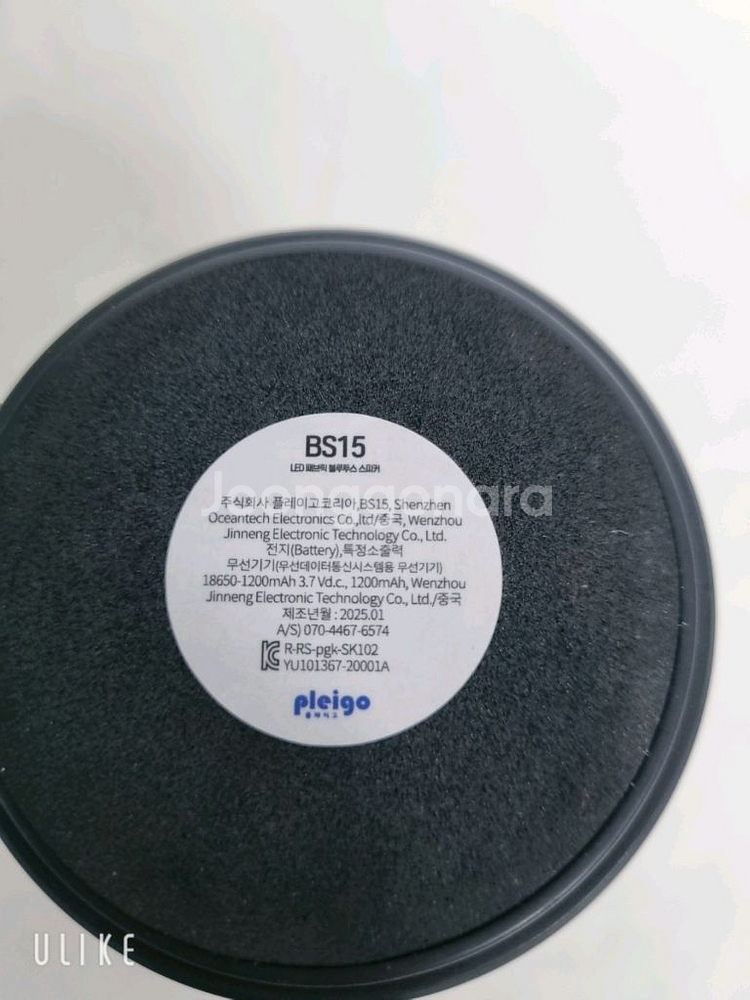 BS15
LED 패브릭 블루투스 스피커
Joonggonara
주식회사 플레이고코리아,BS15, Shenzhen
Oceantech Electronics Co.,ltd/중국, Wenzhou
Jinneng Electronic Technology Co., Ltd.
전지(Battery),특정소출력
무선기기(무선데이터통신시스템용 무선기기)
18650-1200mAh 3.7 Vd.c., 1200mAh, Wenzhou
Jinneng Electronic Technology Co., Ltd./중국
제조년월 : 2025.01
A/S) 070-4467-6574
R-RS-pgk-SK102
YU101367-20001A
pleigo
플레이고
ULIKE